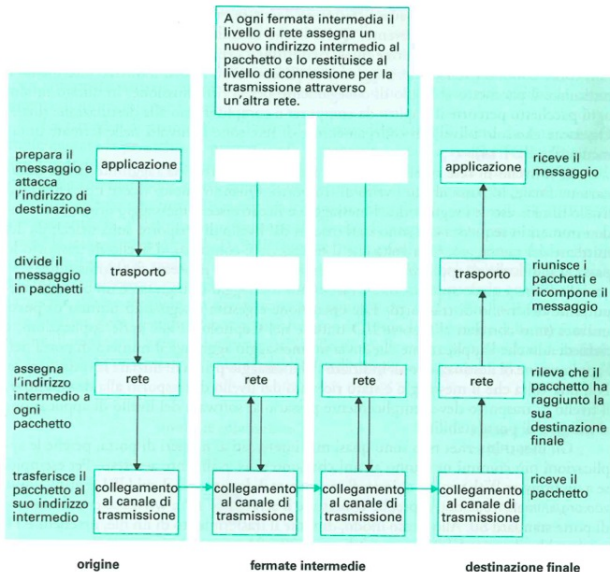 A ogni fermata intermedia il
livello di rete assegna un
nuovo indirizzo intermedio al
pacchetto e lo restituisce al
livello di connessione per la
trasmissione attraverso
un'altra rete.
prepara il
messaggio e
attacca
l'indirizzo di
destinazione
applicazione
applicazione
riceve il
messaggio
divide il
messaggio
in pacchetti
trasporto
trasporto
riunisce i
pacchetti e
ricompone il
messaggio
assegna
l'indirizzo
intermedio a
ogni
pacchetto
rete
rete
rete
rete
rileva che il
pacchetto ha
raggiunto la
sua
destinazione
finale
trasferisce il
pacchetto al
suo indirizzo
intermedio
collegamento
al canale di
trasmissione
collegamento
al canale di
trasmissione
collegamento
al canale di
trasmissione
collegamento
al canale di
trasmissione
riceve il
pacchetto
origine
fermate intermedie
destinazione finale